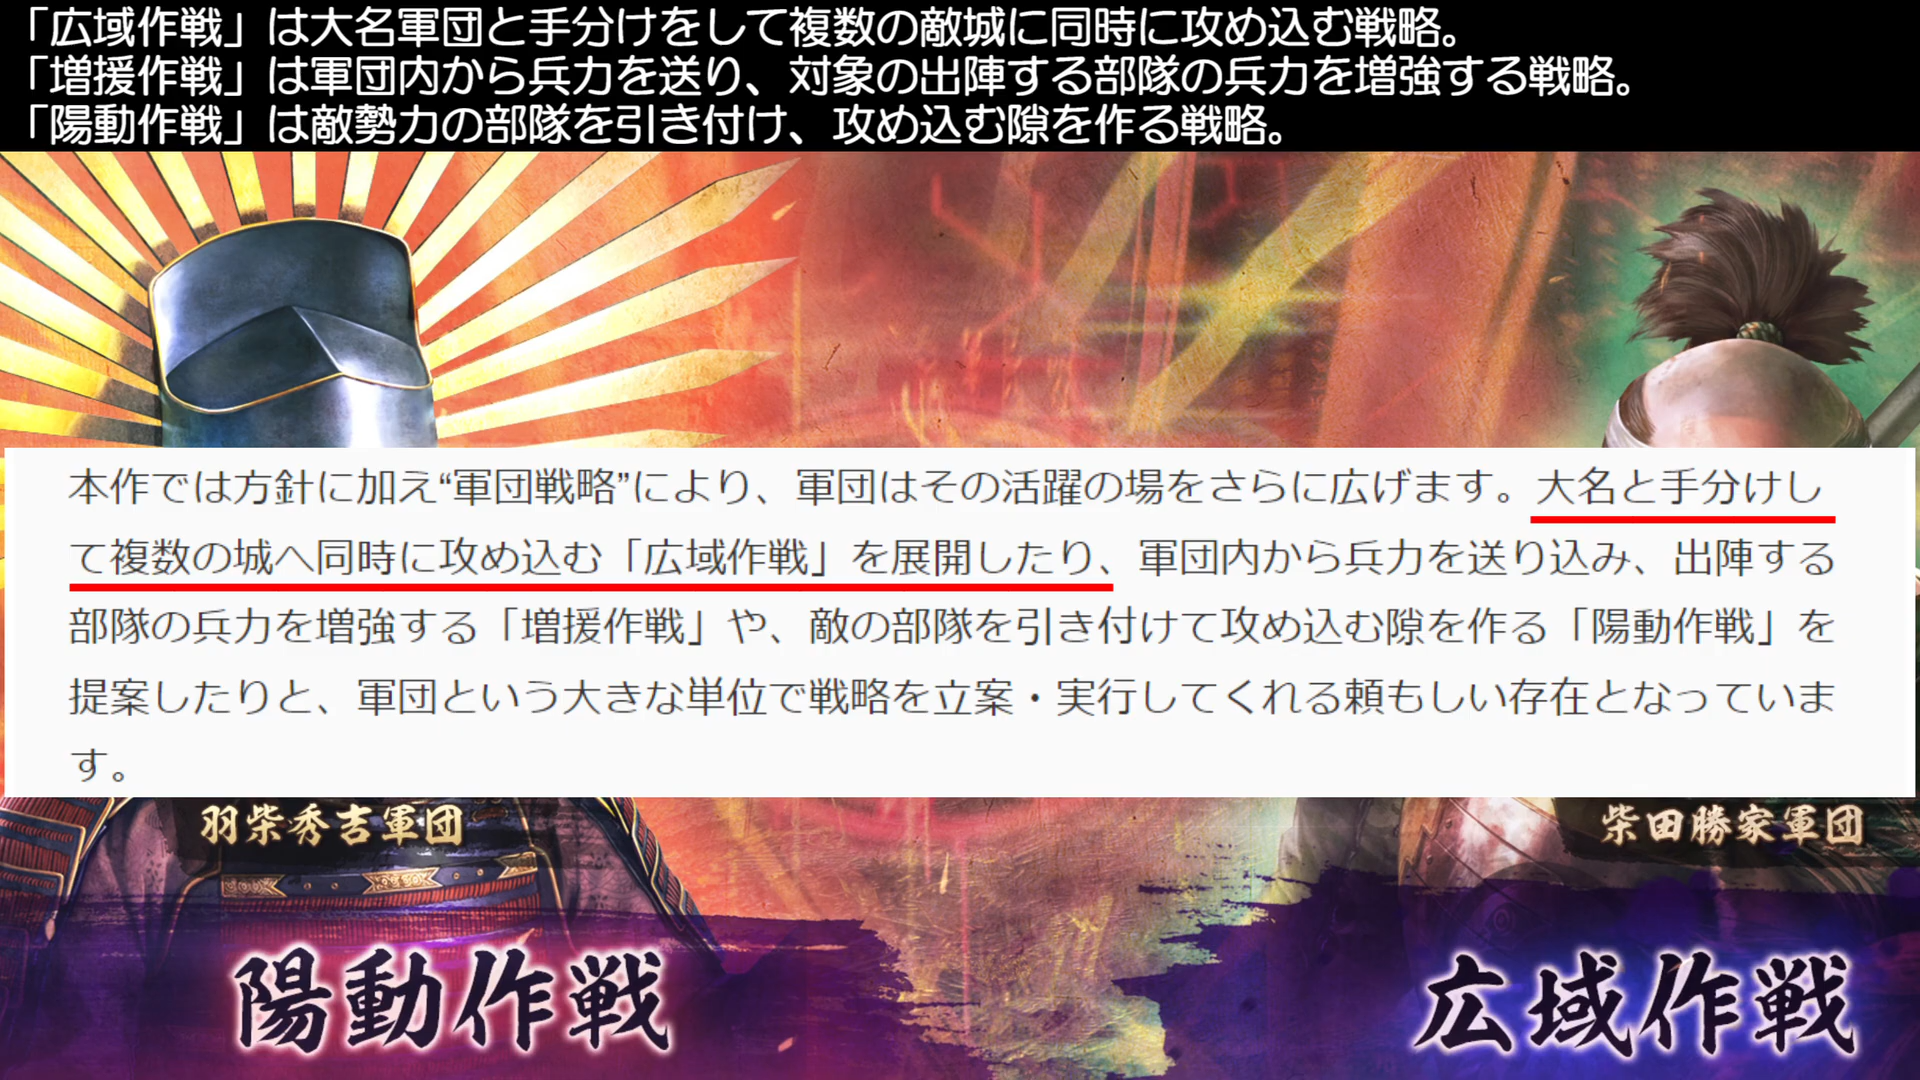 「広域作戦」は大名軍団と手分けをして複数の敵城に同時に攻め込む戦略。
「増援作戦」は軍団内から兵力を送り、対象の出陣する部隊の兵力を増強する戦略。
「陽動作戦」は敵勢力の部隊を引き付け、攻め込む隙を作る戦略。
本作では方針に加え“軍団戦略”により、軍団はその活躍の場をさらに広げます。大名と手分けし
て複数の城へ同時に攻め込む「広域作戦」を展開したり、軍団内から兵力を送り込み、出陣する
部隊の兵力を増強する「増援作戦」や、敵の部隊を引き付けて攻め込む隙を作る「陽動作戦」を
提案したりと、軍団という大きな単位で戦略を立案・実行してくれる頼もしい存在となっていま
す。
羽柴秀吉軍団
柴田勝家軍団
陽動作戦
広域作戦